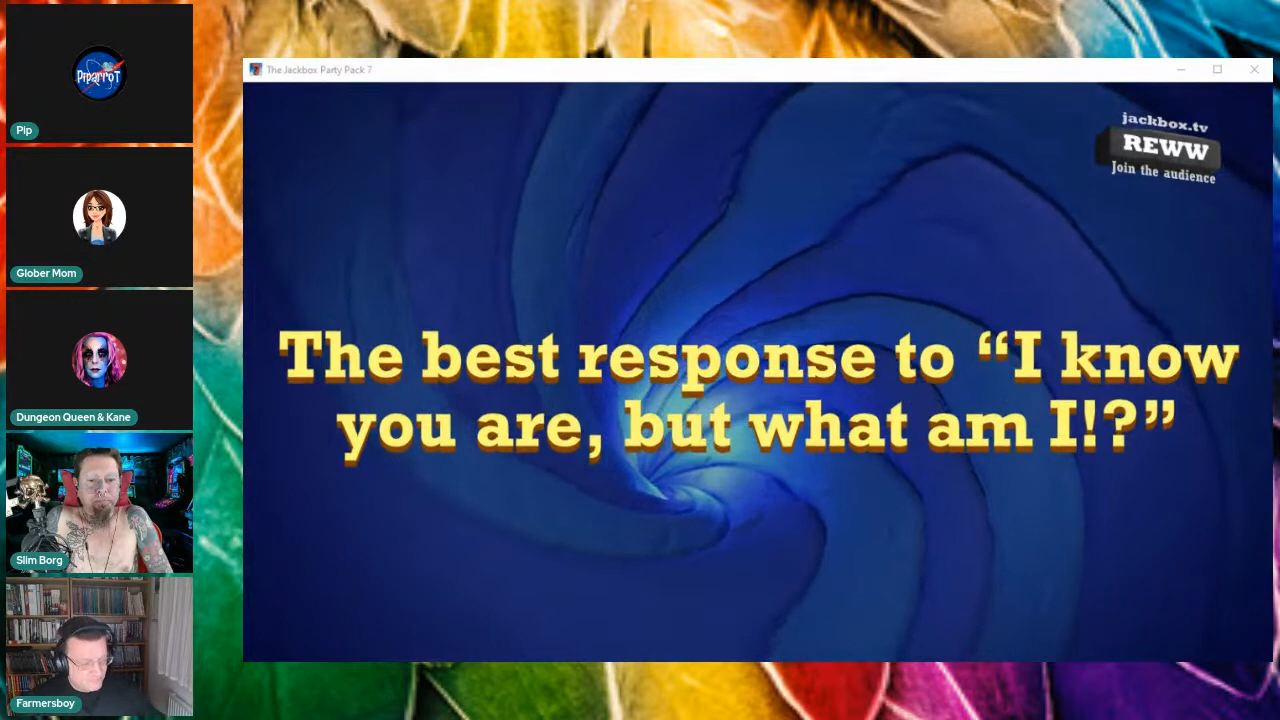 PiparroT
Pip
Glober Mom
Dungeon Queen & Kane
Slim Borg
Farmersboy
The Jackbox Party Pack 7
jackbox.tv
REWW
Join the audience
The best response to “I know
you are, but what am I!?”